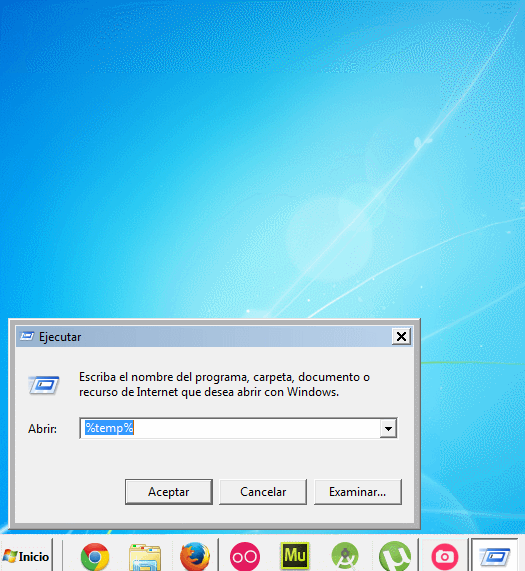 Ejecutar
Escriba el nombre del programa, carpeta, documento o
recurso de Internet que desea abrir con Windows.
Abrir:
%temp%
Aceptar
Cancelar
Examinar...
Inicio
Mu